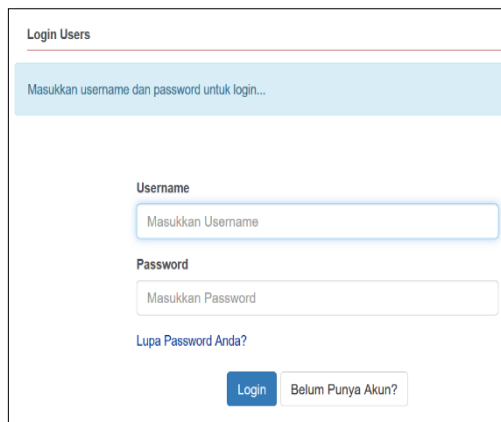 Login Users
Masukkan username dan password untuk login...
Username
Masukkan Username
Password
Masukkan Password
Lupa Password Anda?
Login Belum Punya Akun?